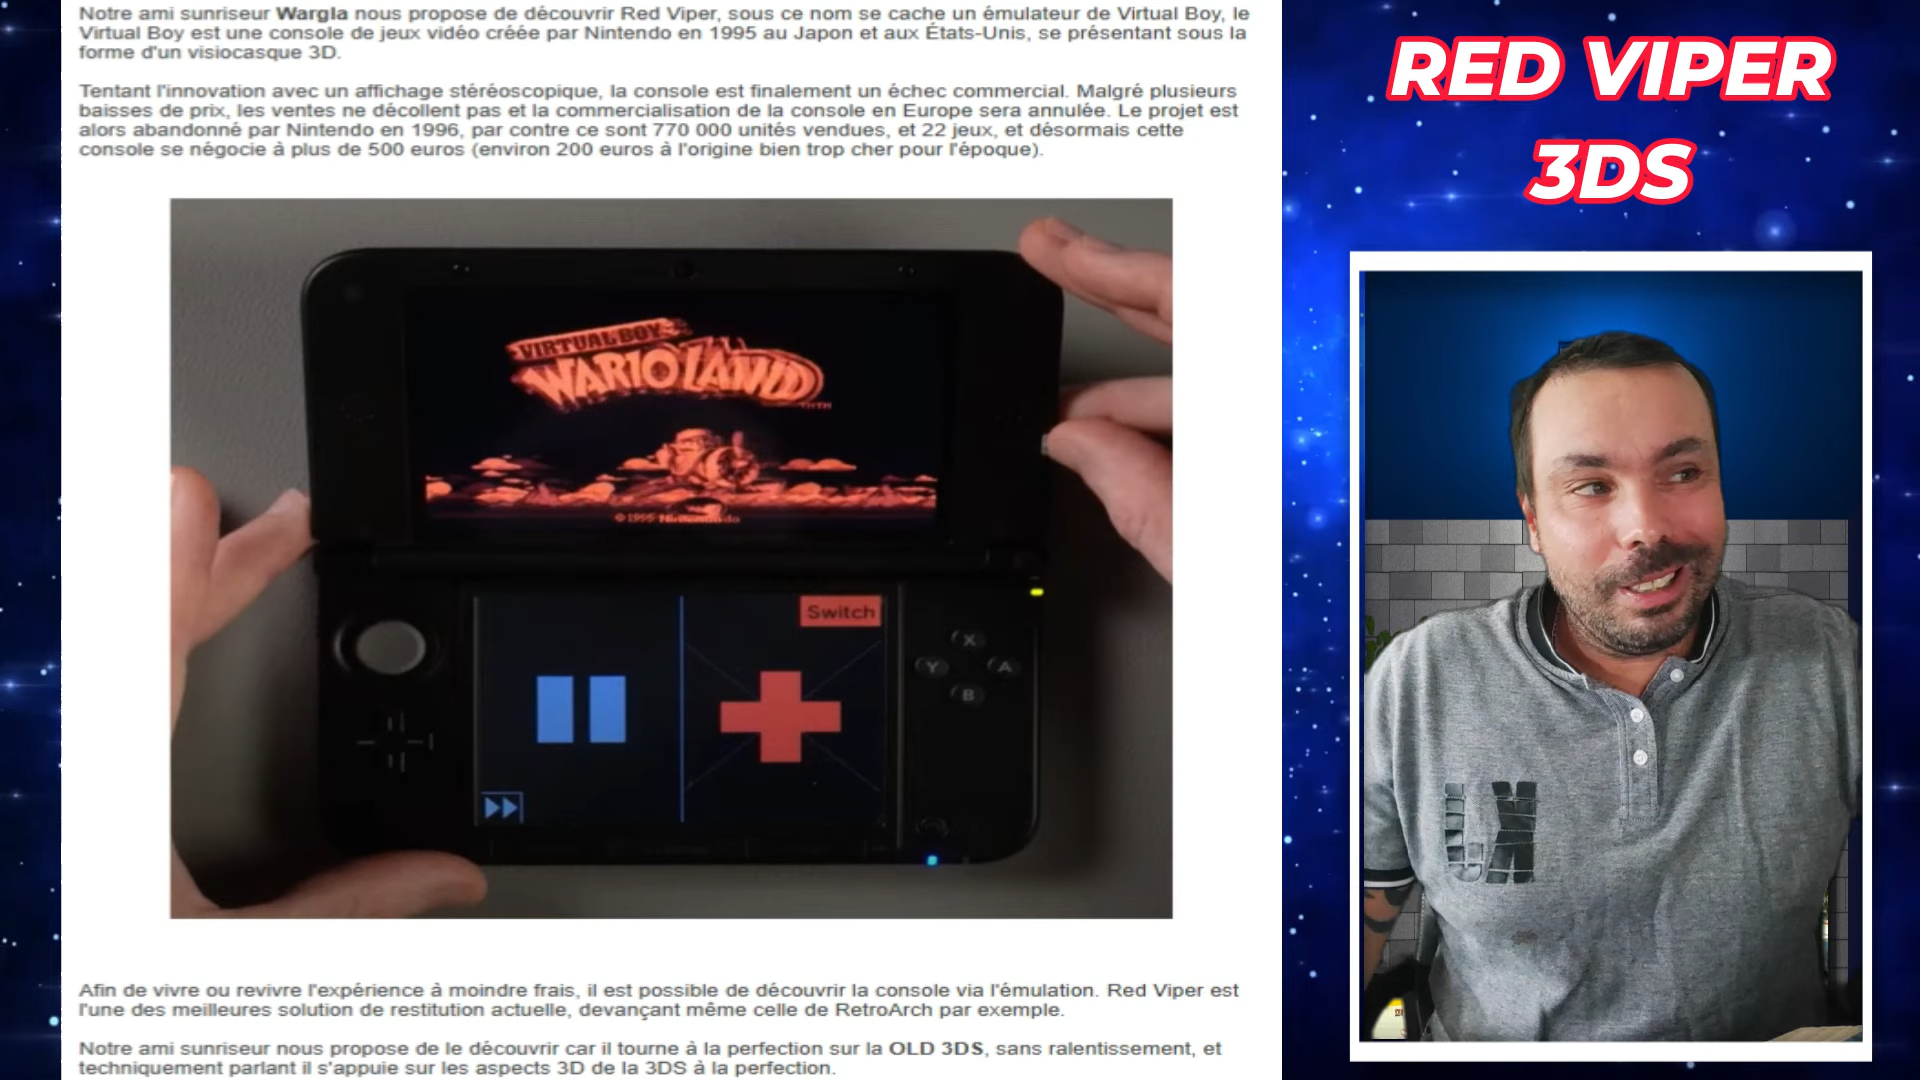 Notre ami sunriseur Wargla nous propose de découvrir Red Viper, sous ce nom se cache un émulateur de Virtual Boy, le
Virtual Boy est une console de jeux vidéo créée par Nintendo en 1995 au Japon et aux États-Unis, se présentant sous la
forme d'un visiocasque 3D.
Tentant l'innovation avec un affichage stéréoscopique, la console est finalement un échec commercial. Malgré plusieurs
baisses de prix, les ventes ne décollent pas et la commercialisation de la console en Europe sera annulée. Le projet est
alors abandonné par Nintendo en 1996, par contre ce sont 770 000 unités vendues, et 22 jeux, et désormais cette
console se négocie à plus de 500 euros (environ 200 euros à l'origine bien trop cher pour l'époque).
VIRTUAL BOY
WARIO LAND
TM
© 1995 Nintendo
Switch
X
Y
A
B
Afin de vivre ou revivre l'expérience à moindre frais, il est possible de découvrir la console via l'émulation. Red Viper est
l'une des meilleures solution de restitution actuelle, devançant même celle de RetroArch par exemple.
Notre ami sunriseur nous propose de le découvrir car il tourne à la perfection sur la OLD 3DS, sans ralentissement, et
techniquement parlant il s'appuie sur les aspects 3D de la 3DS à la perfection.
RED VIPER
3DS
LX